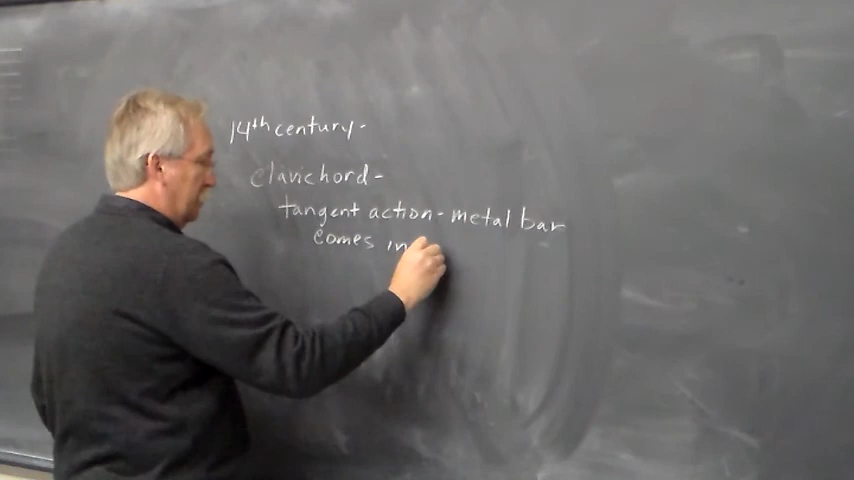 14th century-
clavichord-
tangent action - metal bar
comes in